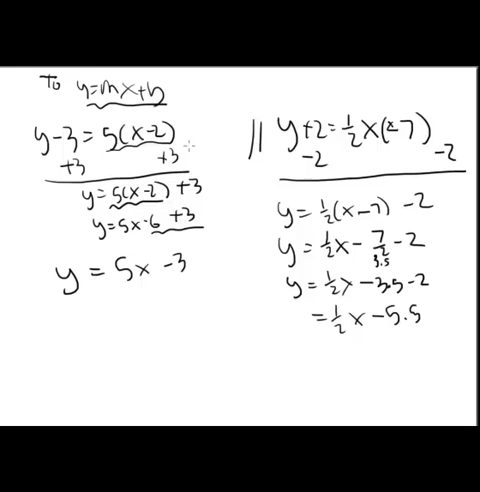 To y=mx+b
y-3=5(x-2)
+3 +3
y=5(x-2)+3
y=5x-6+3
y=5x-3
|| y+2=½x(x-7)
-2 -2
y=½(x-7)-2
y=½x-7/2-2
3.5
y=½x-3.5-2
=½x-5.5